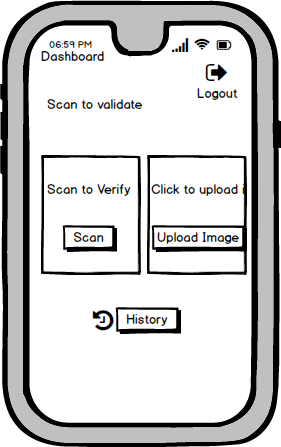 06:59 PM
Dashboard
Logout
Scan to validate
Scan to Verify
Click to upload i
Scan
Upload Image
History